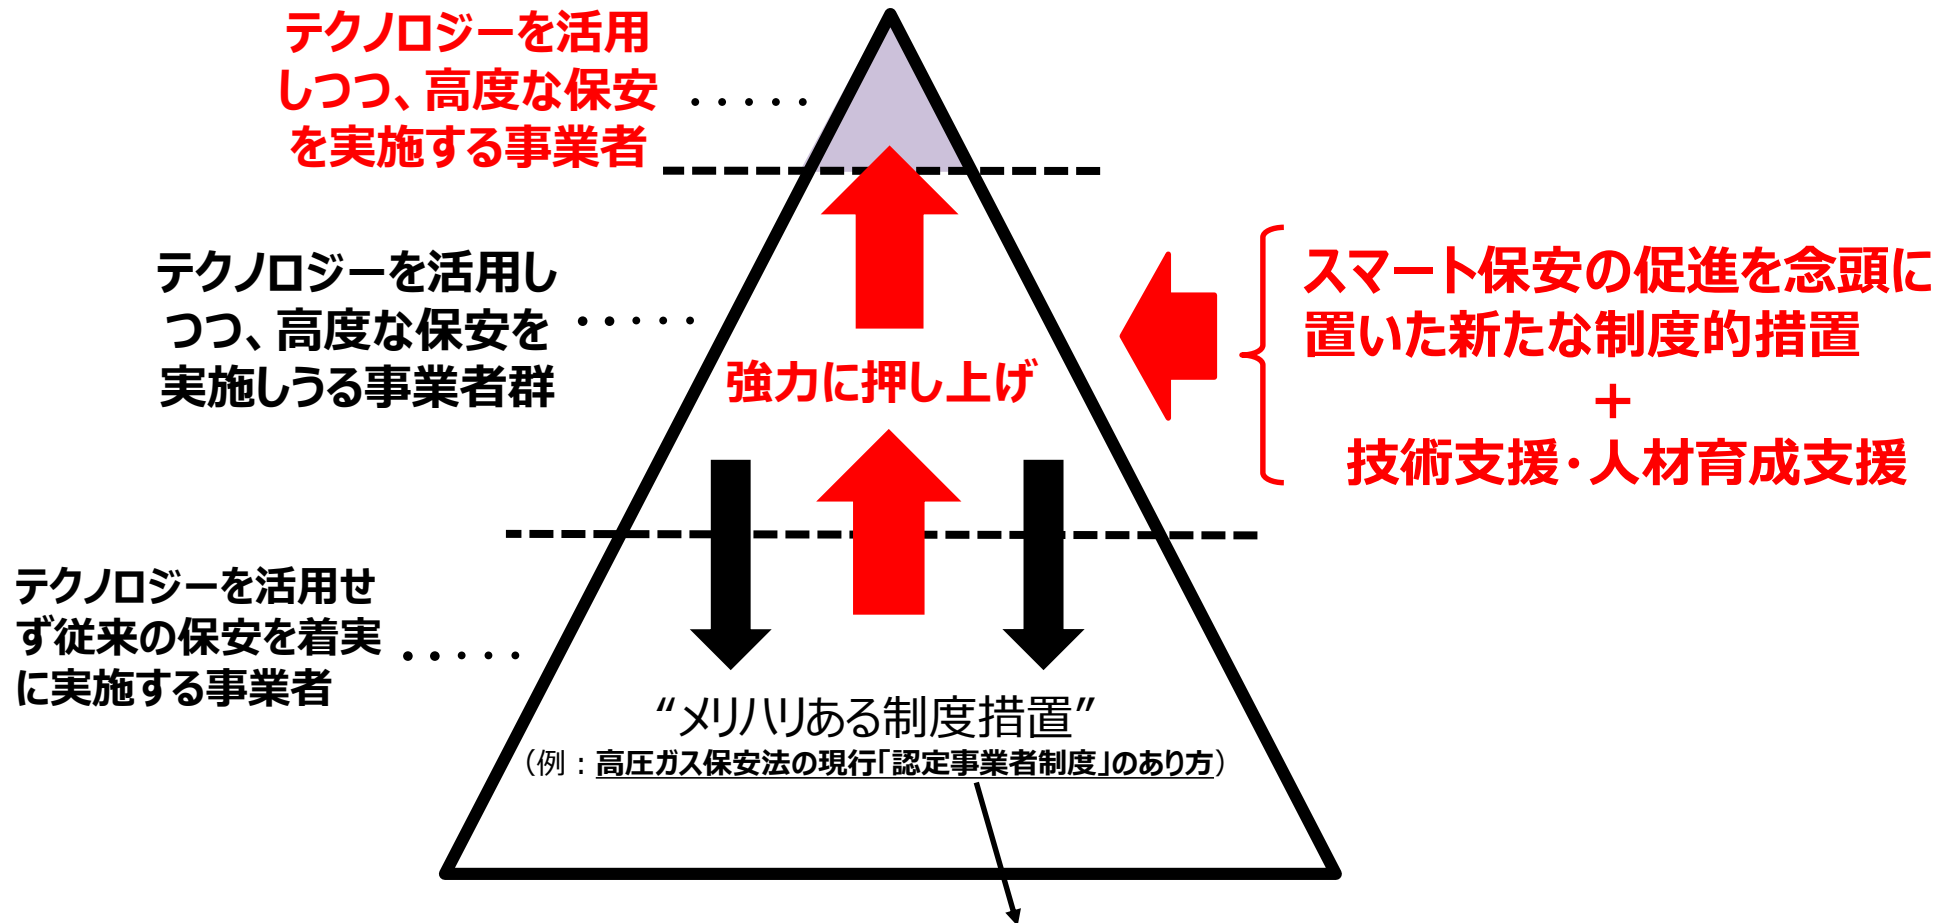 テクノロジーを活用
しつつ、高度な保安
を実施する事業者
テクノロジーを活用し
つつ、高度な保安を
実施しうる事業者群
強力に押し上げ
スマート保安の促進を念頭に
置いた新たな制度的措置
+
技術支援・人材育成支援
テクノロジーを活用せ
ず従来の保安を着実
に実施する事業者
“メリハリある制度措置”
（例：高圧ガス保安法の現行「認定事業者制度」のあり方）